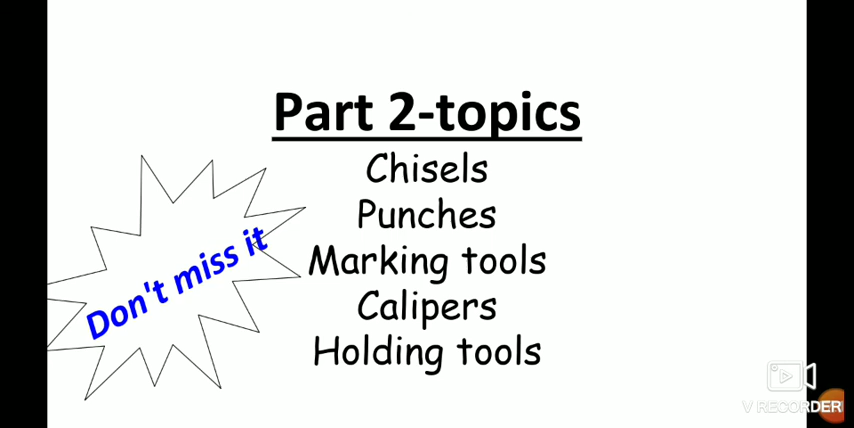 Part 2-topics
Chisels
Punches
Marking tools
Calipers
Holding tools
Don't miss it
V RECORDER